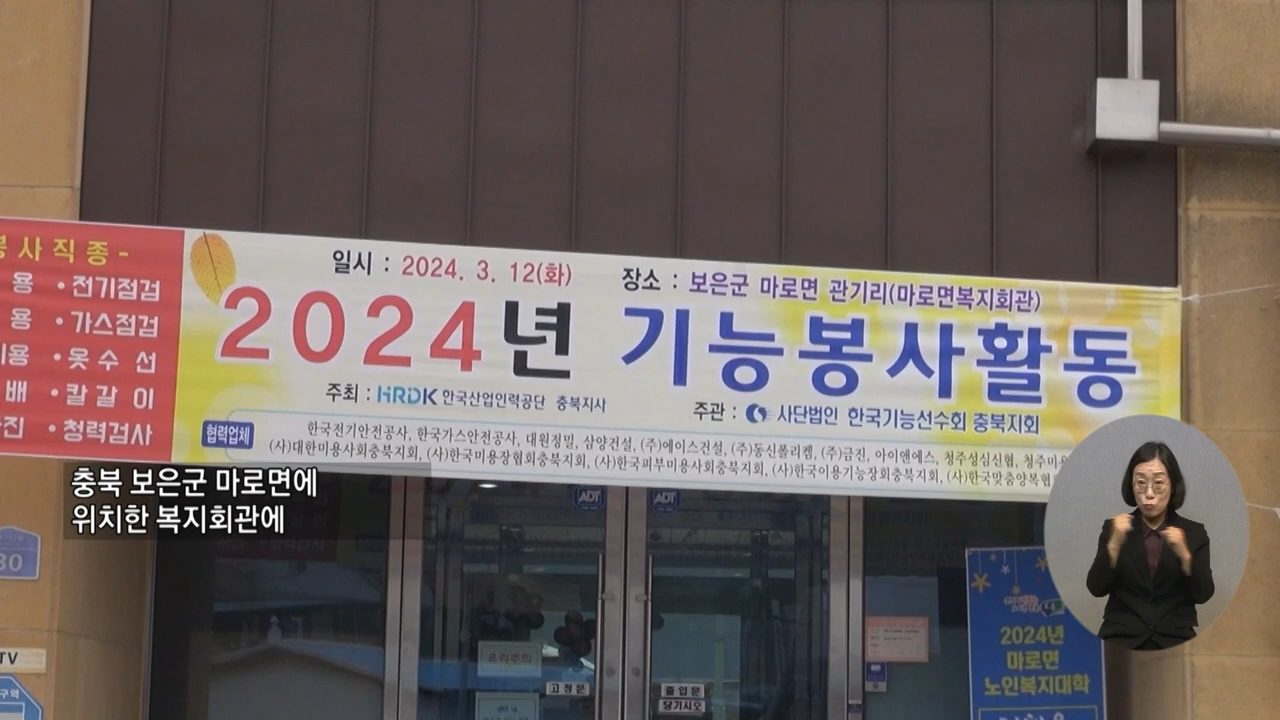 봉사직종-
용 •전기점검
용 •가스점검
이용 •옷수선
배 •칼갈이
•청력검사
일시 : 2024. 3. 12(화) 장소 : 보은군 마로면 관기리(마로면복지회관)
2024년 기능봉사활동
주최 : HRDK 한국산업인력공단 충북지사 주관 : 사단법인 한국기능선수회 충북지회
협력업체
한국전기안전공사, 한국가스안전공사, 대원정밀, 삼양건설, (주)에이스건설, (주)동신폴리켐, (주)금진, 아이앤에스, 청주성심신협, 청주미용
(사)대한미용사회충북지회, (사)한국미용장협회충북지회, (사)한국피부미용사회충북지회, (사)한국이용기능장회충북지회, (사)한국맞춤양복협
충북 보은군 마로면에
위치한 복지회관에
ADT
ADT
30
TV
구역
유리주의
고정문
출입문
당기시오
2024년
마로면
노인복지대학